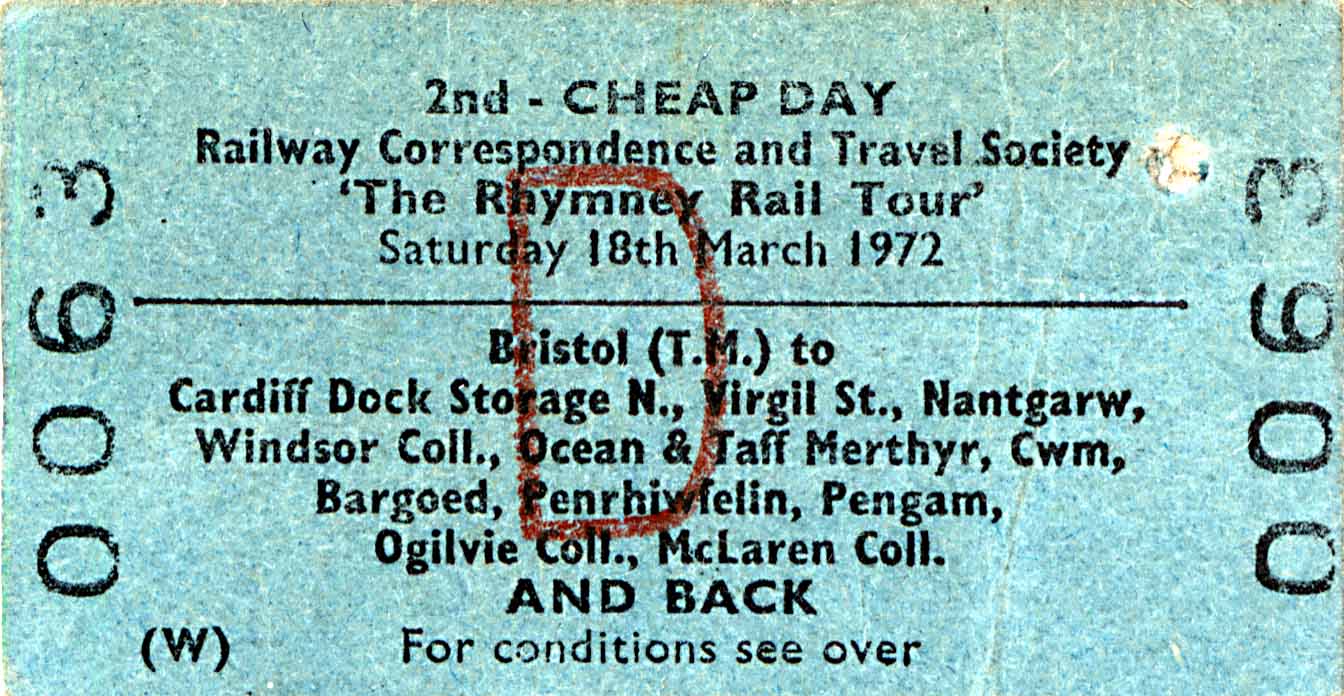 2nd - CHEAP DAY
Railway Correspondence and Travel Society
'The Rhymney Rail Tour'
Saturday 18th March 1972
Bristol (T.M.) to
Cardiff Dock Storage N., Virgil St., Nantgarw,
Windsor Coll., Ocean & Taff Merthyr, Cwm,
Bargoed, Penrhiwfelin, Pengam,
Ogilvie Coll., McLaren Coll.
AND BACK
(W) For conditions see over
0063
0063
D